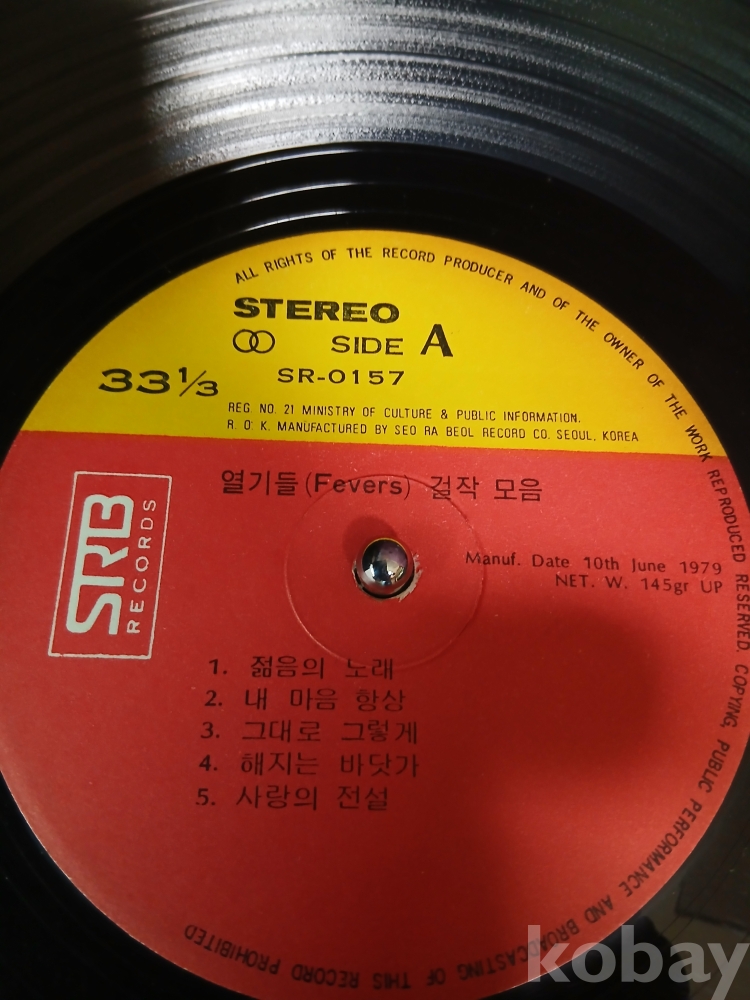 ALL RIGHTS OF THE RECORD PRODUCER AND OF THE OWNER OF THE WORK REPRODUCED RESERVED. COPYING, PUBLIC PERFORMANCE AND BROADCASTING OF THIS RECORD PROHIBITED
STEREO
SIDE A
33 1/3
SR-0157
REG. NO. 21 MINISTRY OF CULTURE & PUBLIC INFORMATION.
R. O. K. MANUFACTURED BY SEO RA BEOL RECORD CO. SEOUL, KOREA
SRB
RECORDS
열기들 (Fevers) 걸작 모음
Manuf. Date 10th June 1979
NET. W. 145gr UP
1. 젊음의 노래
2. 내 마음 항상
3. 그대로 그렇게
4. 해지는 바닷가
5. 사랑의 전설
kobay